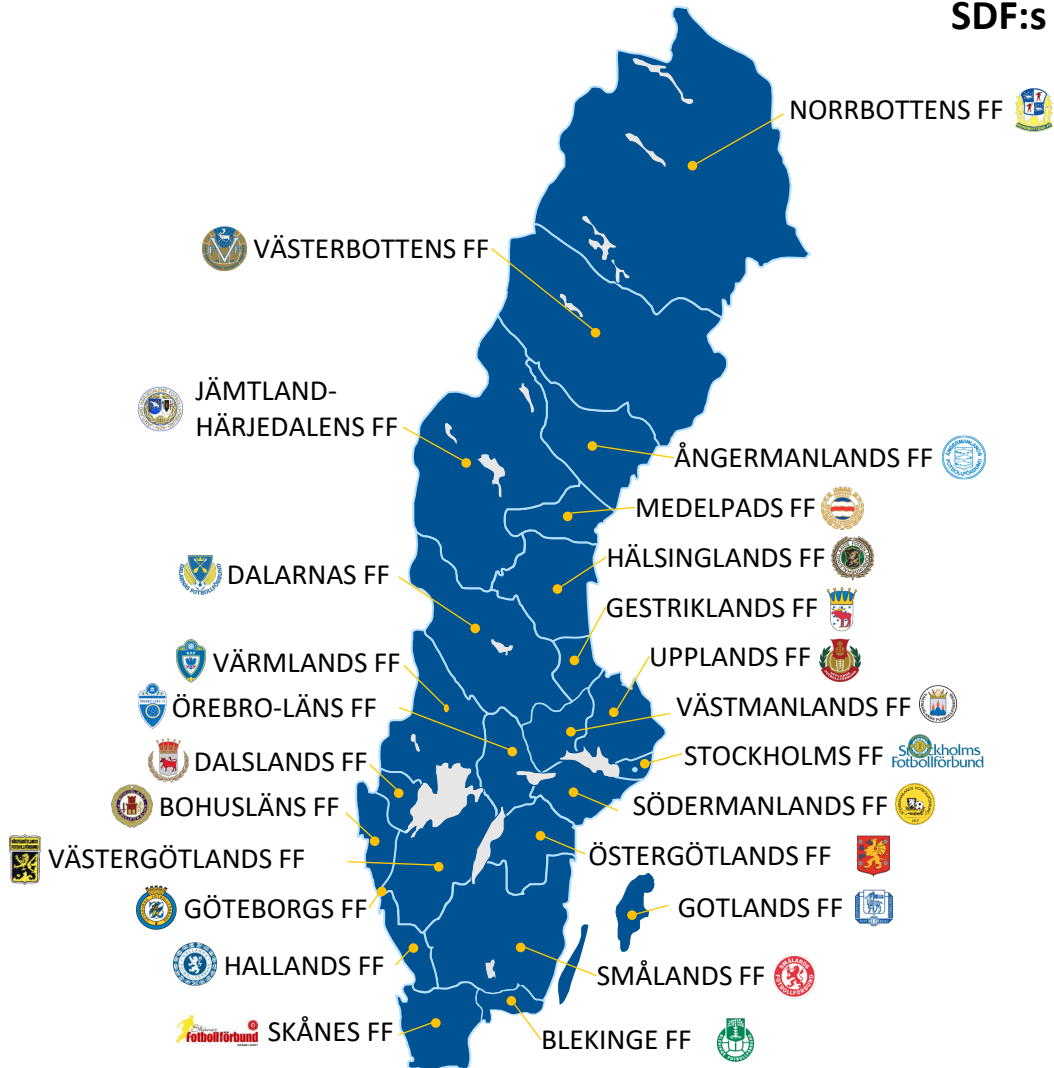 SDF:s
NORRBOTTENS FF
VÄSTERBOTTENS FF
JÄMTLAND-
HÄRJEDALENS FF
ÅNGERMANLANDS FF
MEDELPADS FF
HÄLSINGLANDS FF
DALARNAS FF
GESTRIKLANDS FF
UPPLANDS FF
VÄRMLANDS FF
VÄSTMANLANDS FF
ÖREBRO-LÄNS FF
STOCKHOLMS FF
Stockholms
Fotbollförbund
DALSLANDS FF
BOHUSLÄNS FF
SÖDERMANLANDS FF
VÄSTERGÖTLANDS FF
ÖSTERGÖTLANDS FF
GÖTEBORGS FF
GOTLANDS FF
HALLANDS FF
SMÅLANDS FF
Skånes
Fotbollförbund
SKÅNES FF
BLEKINGE FF